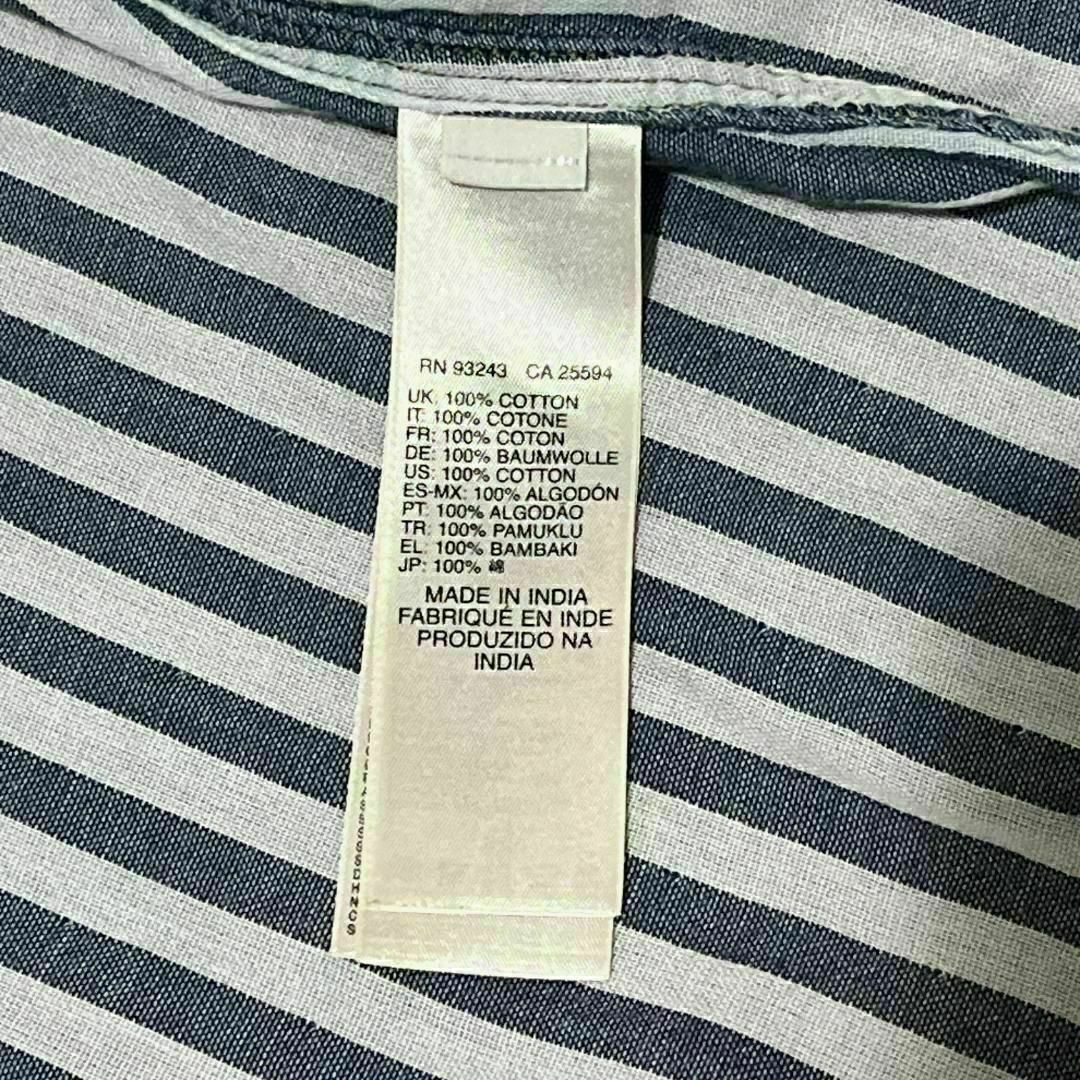 RN 93243 CA 25594
UK: 100% COTTON
IT: 100% COTONE
FR: 100% COTON
DE: 100% BAUMWOLLE
US: 100% COTTON
ES-MX: 100% ALGODÓN
PT: 100% ALGODÃO
TR: 100% PAMUKLU
EL: 100% BAMBAKI
JP: 100% 綿
MADE IN INDIA
FABRIQUÉ EN INDE
PRODUZIDO NA
INDIA